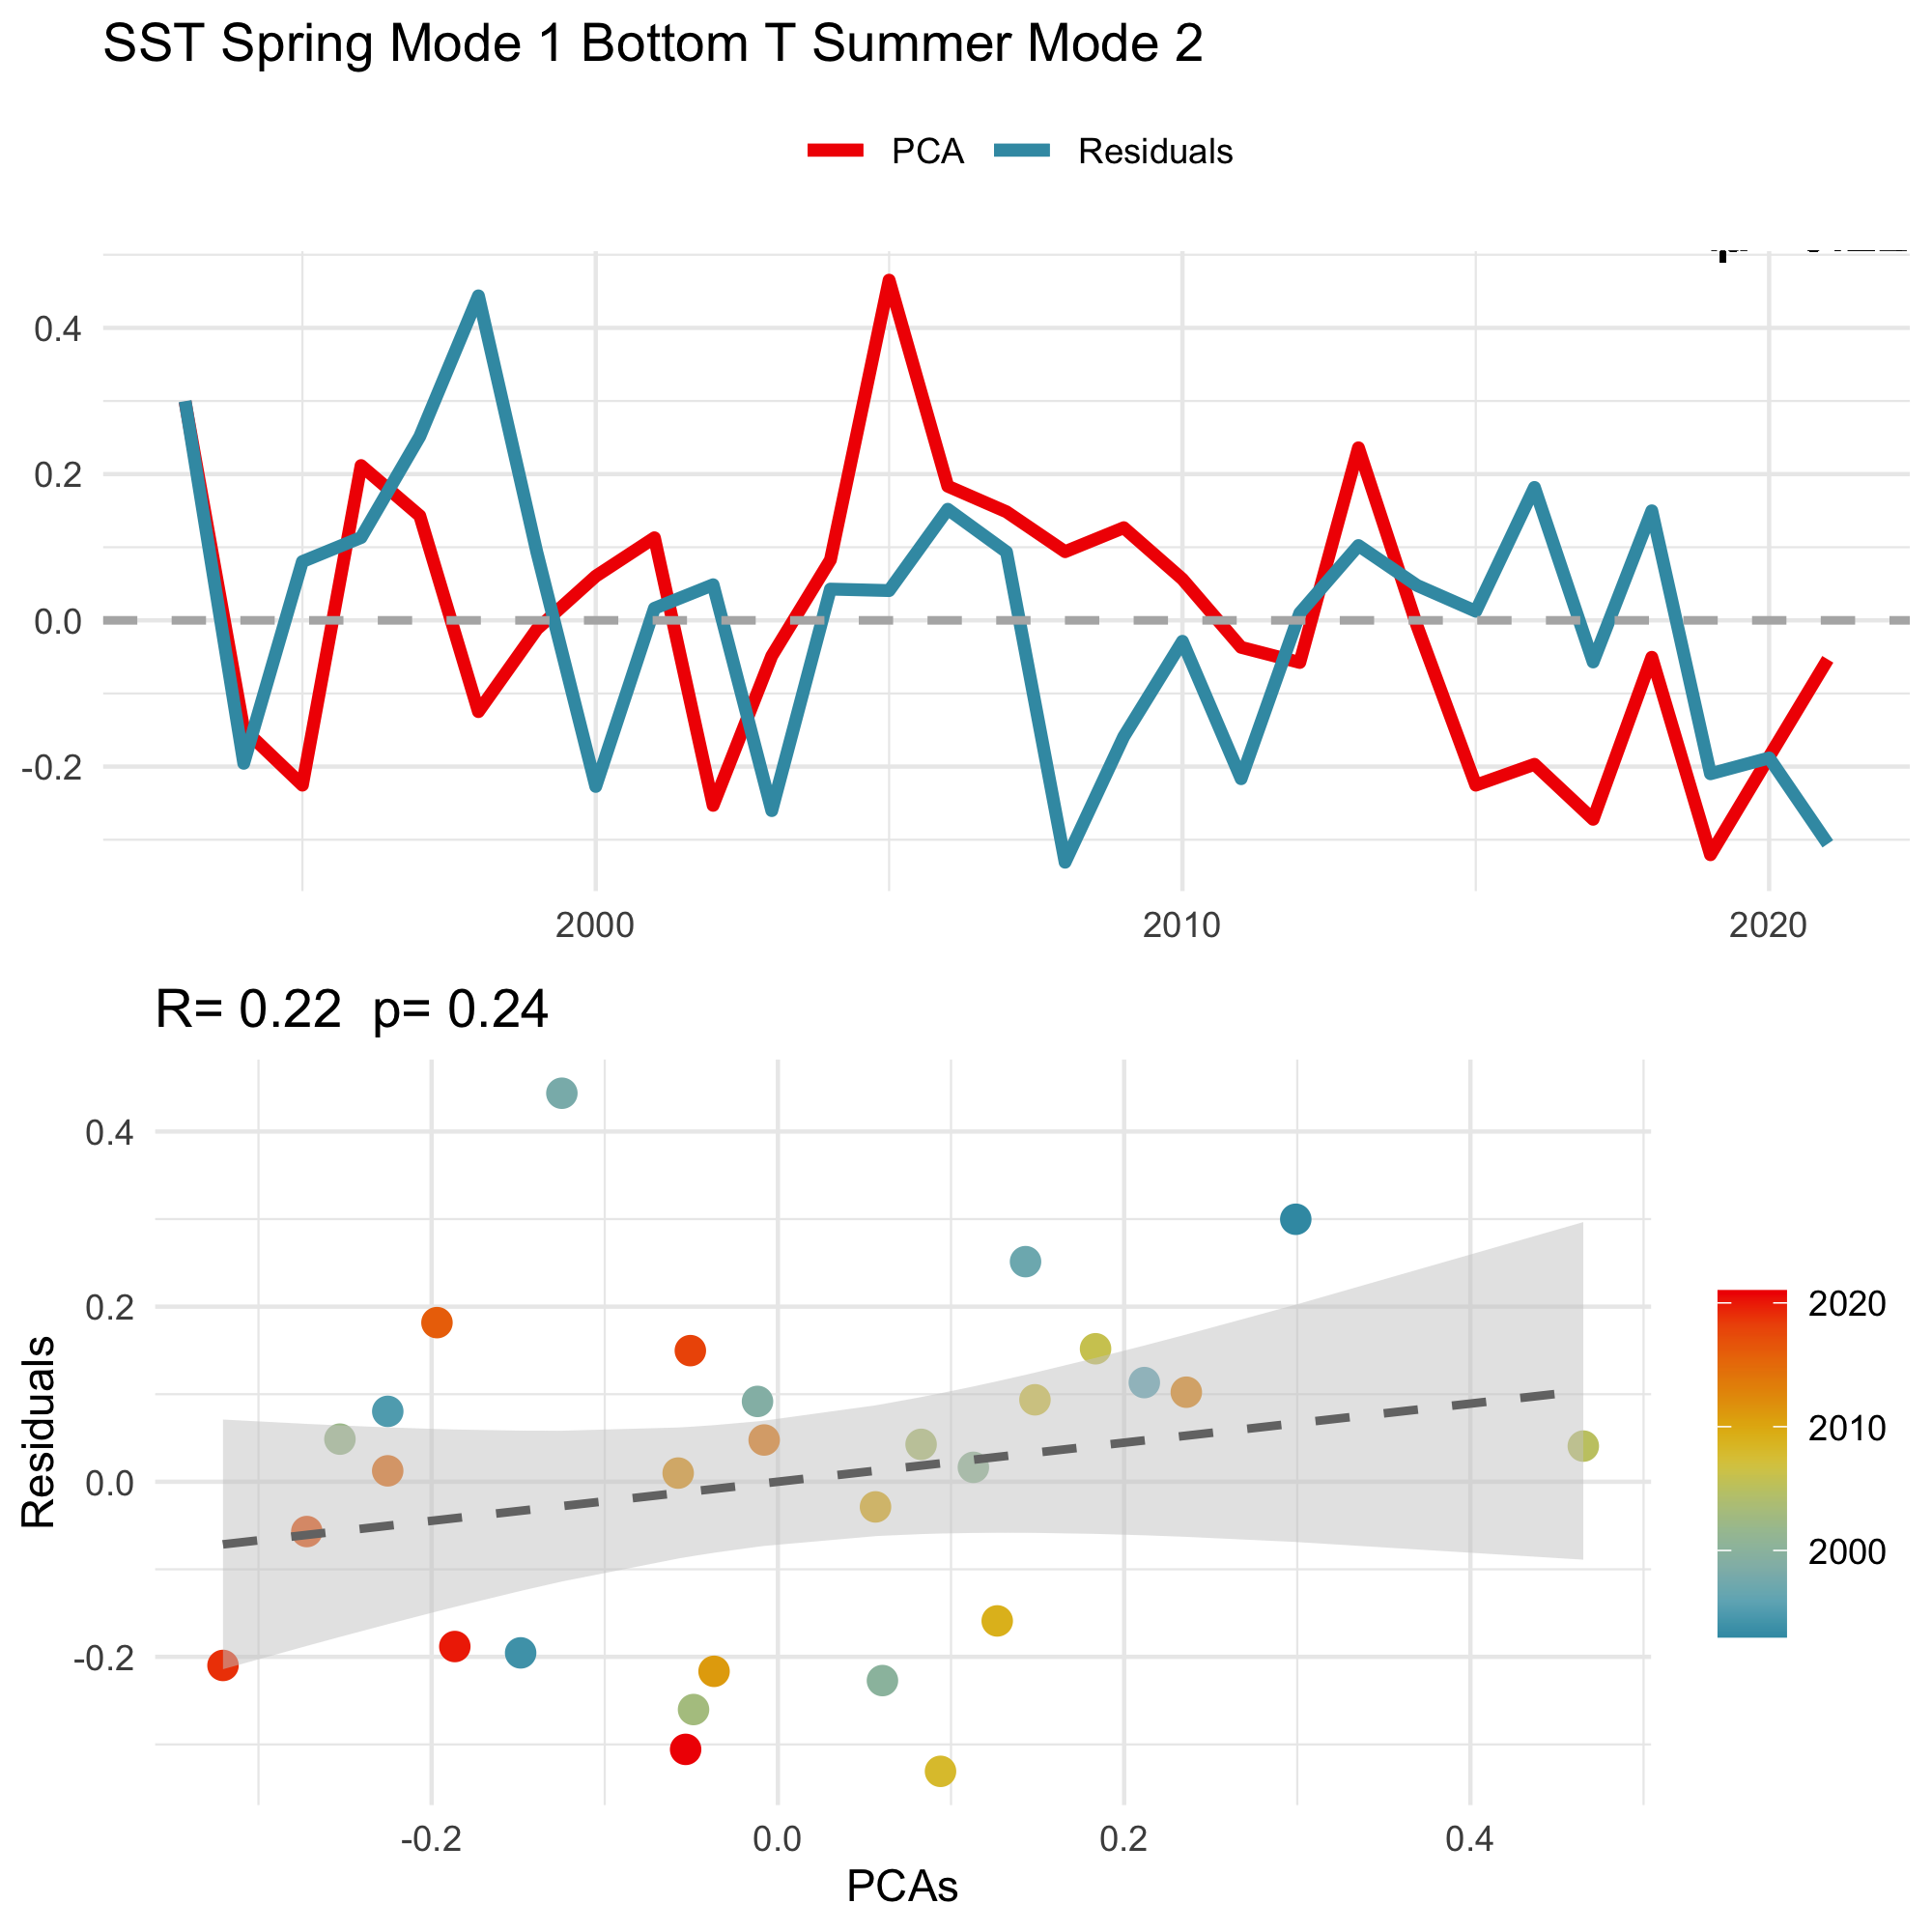 SST Spring Mode 1 Bottom T Summer Mode 2
PCA Residuals
0.4
0.2
0.0
-0.2
2000 2010 2020
R= 0.22 p= 0.24
Residuals
0.4
0.2
0.0
-0.2
-0.2 0.0 0.2 0.4
PCAs
2020
2010
2000